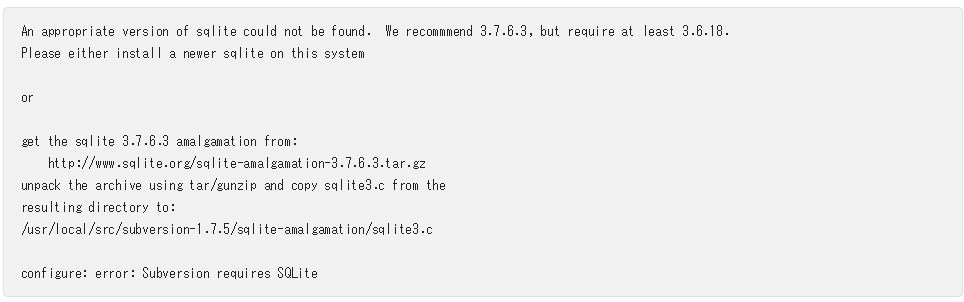 An appropriate version of sqlite could not be found.  We recommmend 3.7.6.3, but require at least 3.6.18.
Please either install a newer sqlite on this system
or
get the sqlite 3.7.6.3 amalgamation from:
    http://www.sqlite.org/sqlite-amalgamation-3.7.6.3.tar.gz
unpack the archive using tar/gunzip and copy sqlite3.c from the
resulting directory to:
/usr/local/src/subversion-1.7.5/sqlite-amalgamation/sqlite3.c
configure: error: Subversion requires SQLite